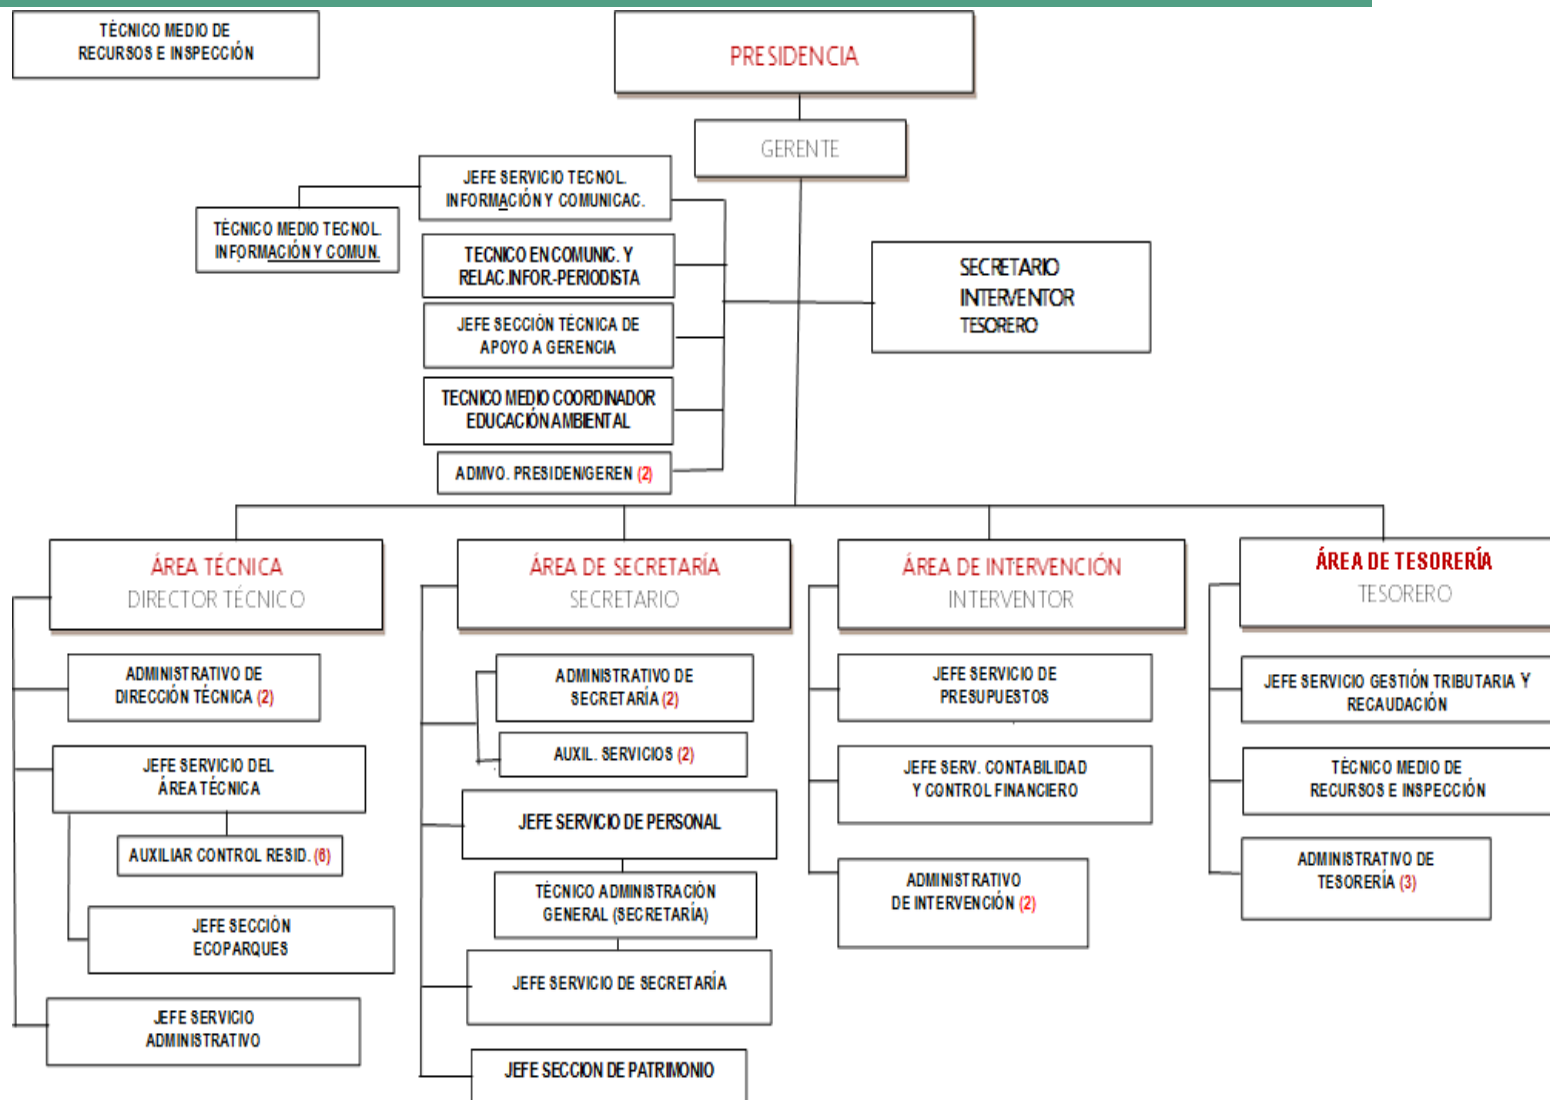 TÉCNICO MEDIO DE
RECURSOS E INSPECCIÓN
PRESIDENCIA
GERENTE
JEFE SERVICIO TECNOL.
INFORMACIÓN Y COMUNICAC.
TÉCNICO MEDIO TECNOL.
INFORMACIÓN Y COMUN.
TECNICO EN COMUNIC. Y
RELAC.INFOR.-PERIODISTA
SECRETARIO
INTERVENTOR
TESORERO
JEFE SECCIÓN TÉCNICA DE
APOYO A GERENCIA
TECNICO MEDIO COORDINADOR
EDUCACIÓN AMBIENTAL
ADMVO. PRESIDEN/GEREN (2)
ÁREA TÉCNICA
DIRECTOR TÉCNICO
ADMINISTRATIVO DE
DIRECCIÓN TÉCNICA (2)
JEFE SERVICIO DEL
ÁREA TÉCNICA
AUXILIAR CONTROL RESID. (6)
JEFE SECCIÓN
ECOPARQUES
JEFE SERVICIO
ADMINISTRATIVO
ÁREA DE SECRETARÍA
SECRETARIO
ADMINISTRATIVO DE
SECRETARÍA (2)
AUXIL. SERVICIOS (2)
JEFE SERVICIO DE PERSONAL
TÉCNICO ADMINISTRACIÓN
GENERAL (SECRETARÍA)
JEFE SERVICIO DE SECRETARÍA
JEFE SECCION DE PATRIMONIO
ÁREA DE INTERVENCIÓN
INTERVENTOR
JEFE SERVICIO DE
PRESUPUESTOS
JEFE SERV. CONTABILIDAD
Y CONTROL FINANCIERO
ADMINISTRATIVO
DE INTERVENCIÓN (2)
ÁREA DE TESORERÍA
TESORERO
JEFE SERVICIO GESTIÓN TRIBUTARIA Y
RECAUDACIÓN
TÉCNICO MEDIO DE
RECURSOS E INSPECCIÓN
ADMINISTRATIVO DE
TESORERÍA (3)